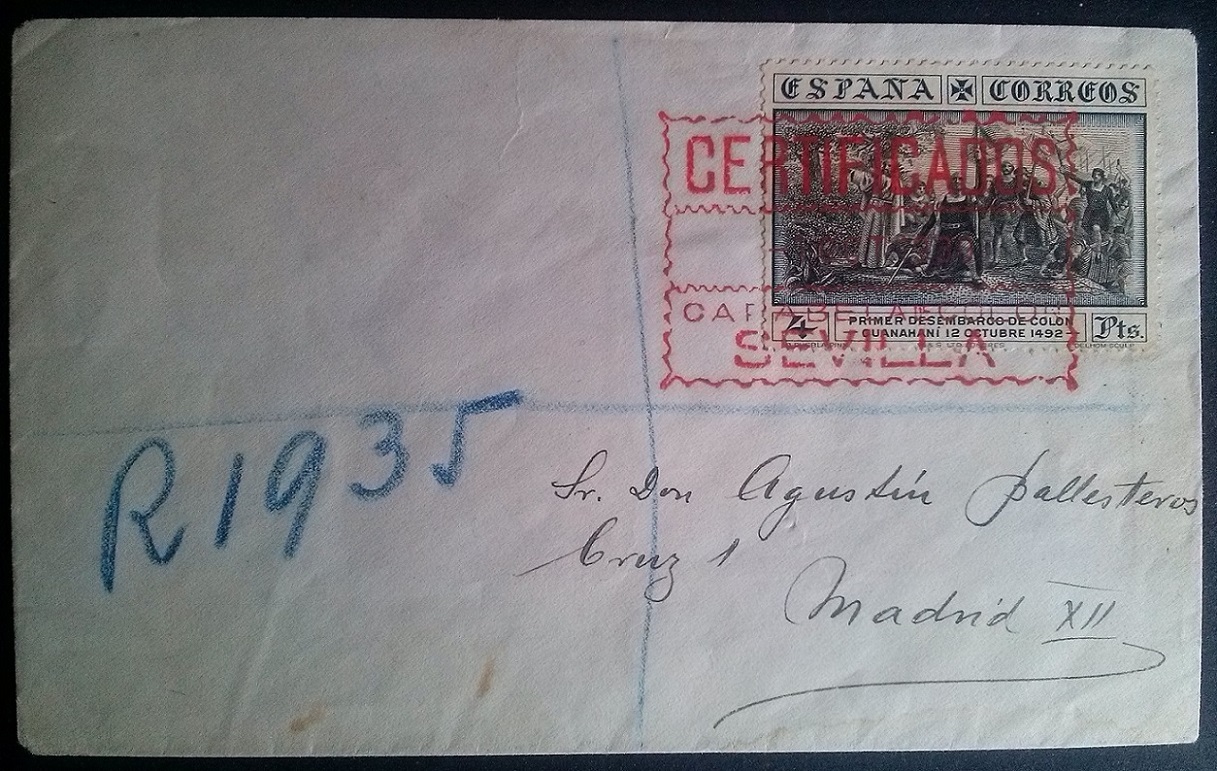 ESPAÑA CORREOS
CERTIFICADOS
SEVILLA
4 PRIMER DESEMBARCO DE COLON Pts.
GUANAHANÍ 12 OCTUBRE 1492
R 1935
Sr. Don Agustín Ballesteros
Cruz 1
Madrid XII